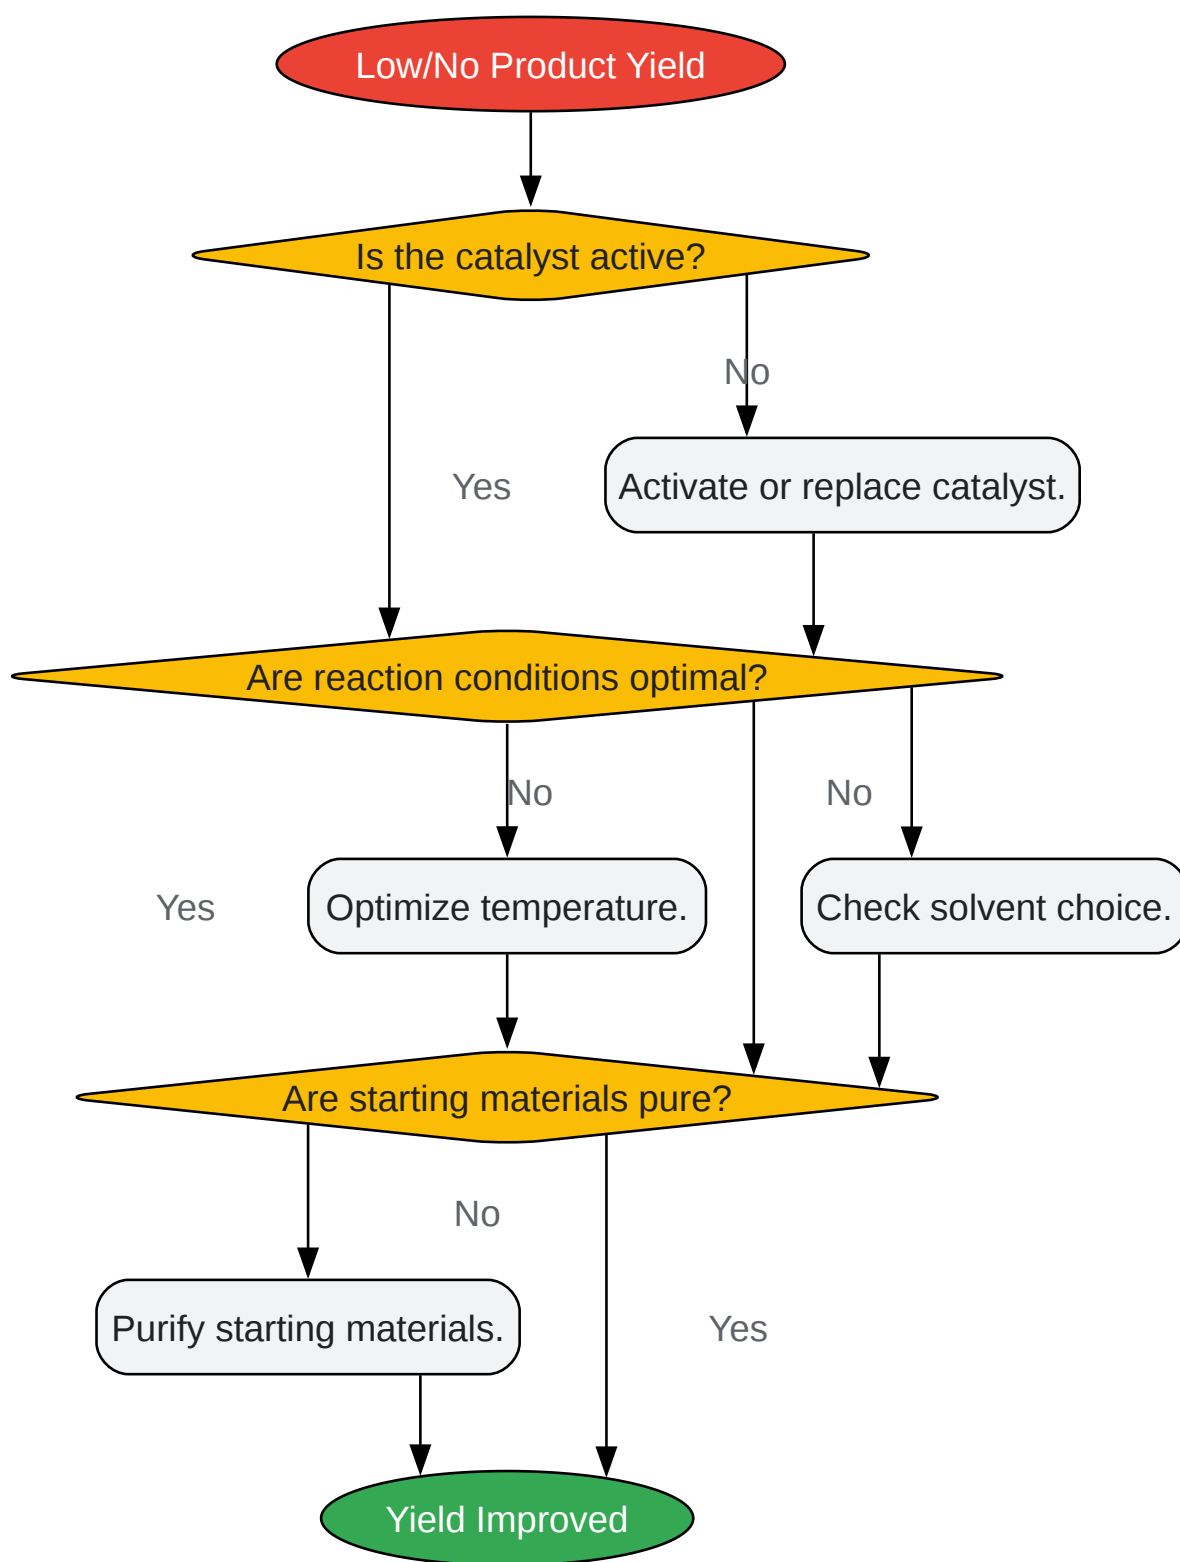 Low/No Product Yield
Is the catalyst active?
No
Yes
Activate or replace catalyst.
Are reaction conditions optimal?
No
No
Yes
Optimize temperature.
Check solvent choice.
Are starting materials pure?
No
Purify starting materials.
Yes
Yield Improved